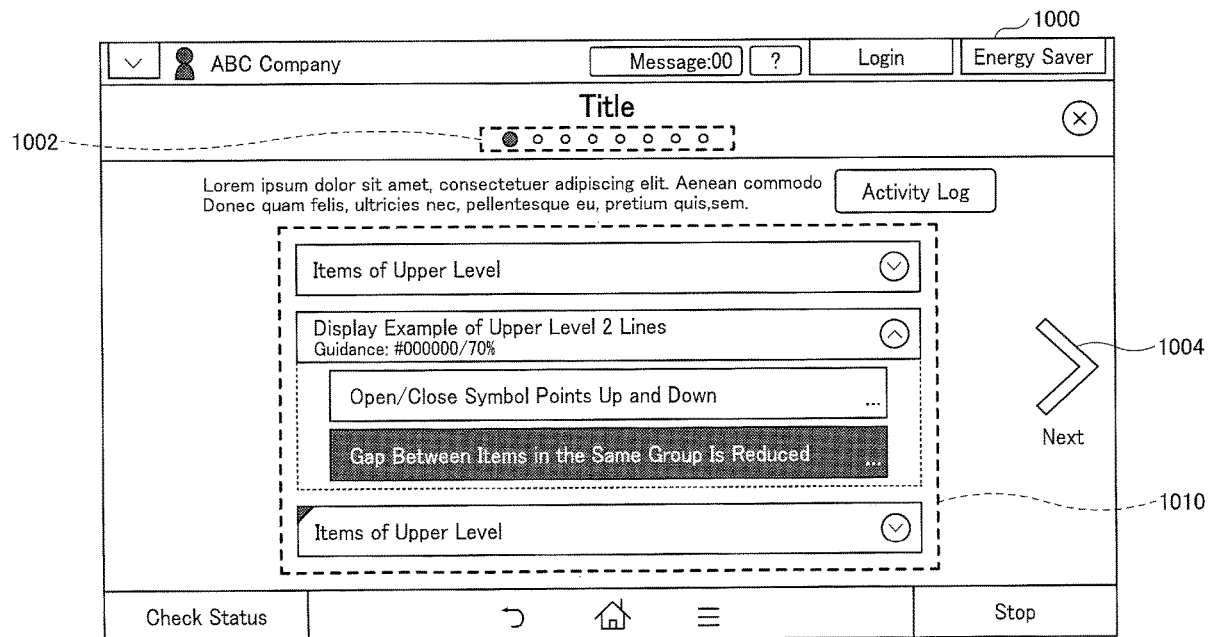 1000
ABC Company
Message:00
?
Login
Energy Saver
Title
1002
Lorem ipsum dolor sit amet, consectetuer adipiscing elit. Aenean commodo
Donec quam felis, ultricies nec, pellentesque eu, pretium quis,sem.
Activity Log
Items of Upper Level
Display Example of Upper Level 2 Lines
Guidance: #000000/70%
1004
Open/Close Symbol Points Up and Down
...
Next
Gap Between Items in the Same Group Is Reduced
...
1010
Items of Upper Level
Check Status
Stop